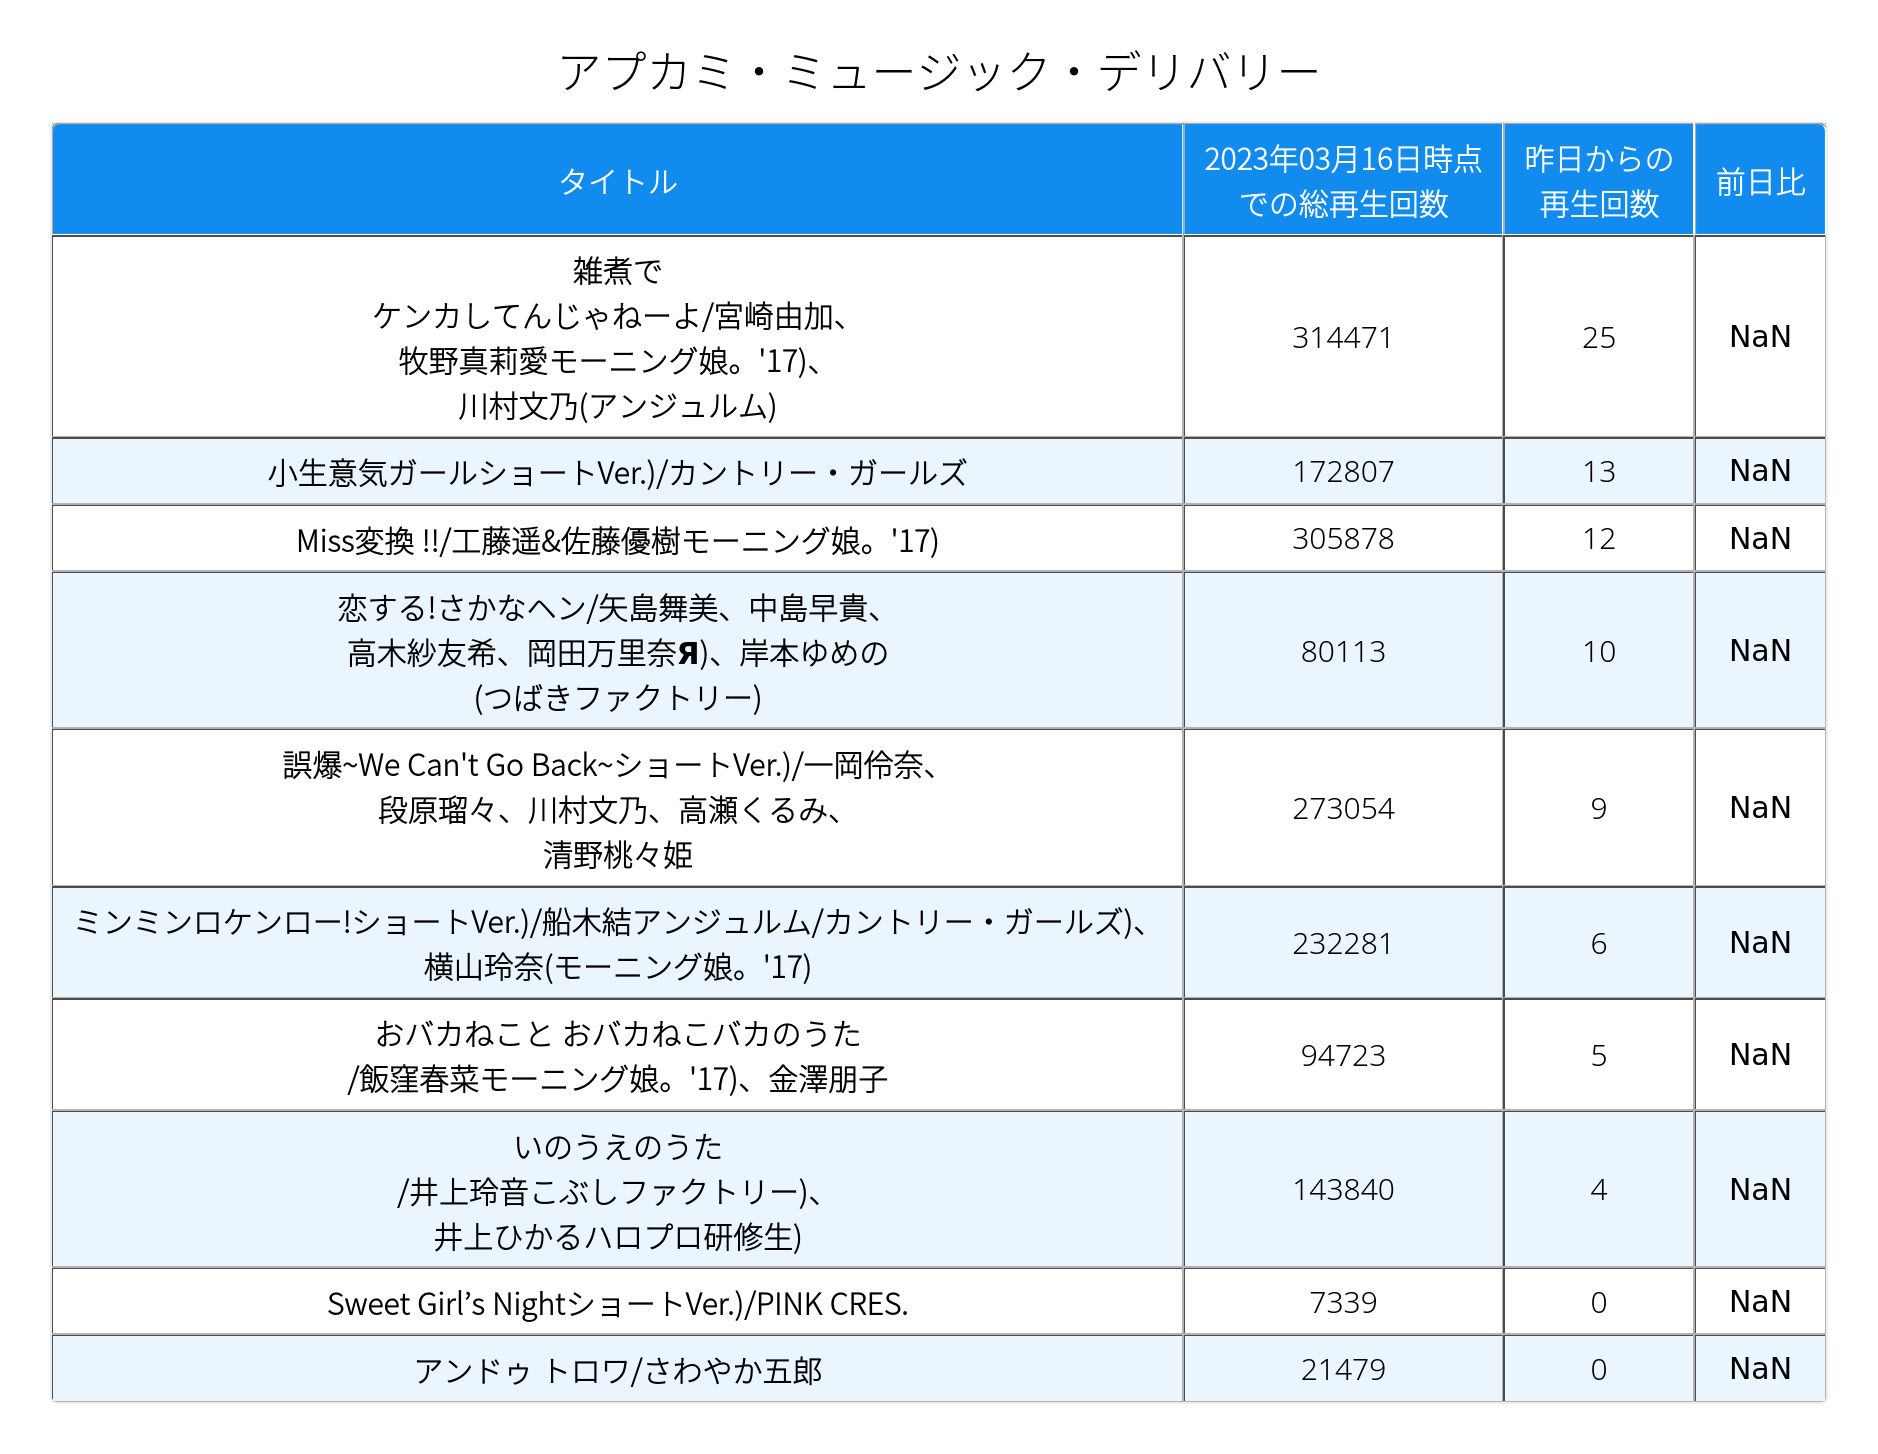 アプカミ・ミュージック・デリバリー
タイトル
2023年03月16日時点
での総再生回数
昨日からの
再生回数
前日比
雑煮で
ケンカしてんじゃねーよ/宮崎由加、
牧野真莉愛モーニング娘。'17)、
川村文乃(アンジュルム)
314471
25
NaN
小生意気ガールショートVer.)/カントリー・ガールズ
172807
13
NaN
Miss変換 !!/工藤遥&佐藤優樹モーニング娘。'17)
305878
12
NaN
恋する!さかなヘン/矢島舞美、中島早貴、
高木紗友希、岡田万里奈Я)、岸本ゆめの
(つばきファクトリー)
80113
10
NaN
誤爆~We Can't Go Back~ショートVer.)/一岡伶奈、
段原瑠々、川村文乃、高瀬くるみ、
清野桃々姫
273054
9
NaN
ミンミンロケンロー!ショートVer.)/船木結アンジュルム/カントリー・ガールズ)、
横山玲奈(モーニング娘。'17)
232281
6
NaN
おバカねこと おバカねこバカのうた
/飯窪春菜モーニング娘。'17)、金澤朋子
94723
5
NaN
いのうえのうた
/井上玲音こぶしファクトリー)、
井上ひかるハロプロ研修生)
143840
4
NaN
Sweet Girl’s NightショートVer.)/PINK CRES.
7339
0
NaN
アンドゥ トロワ/さわやか五郎
21479
0
NaN